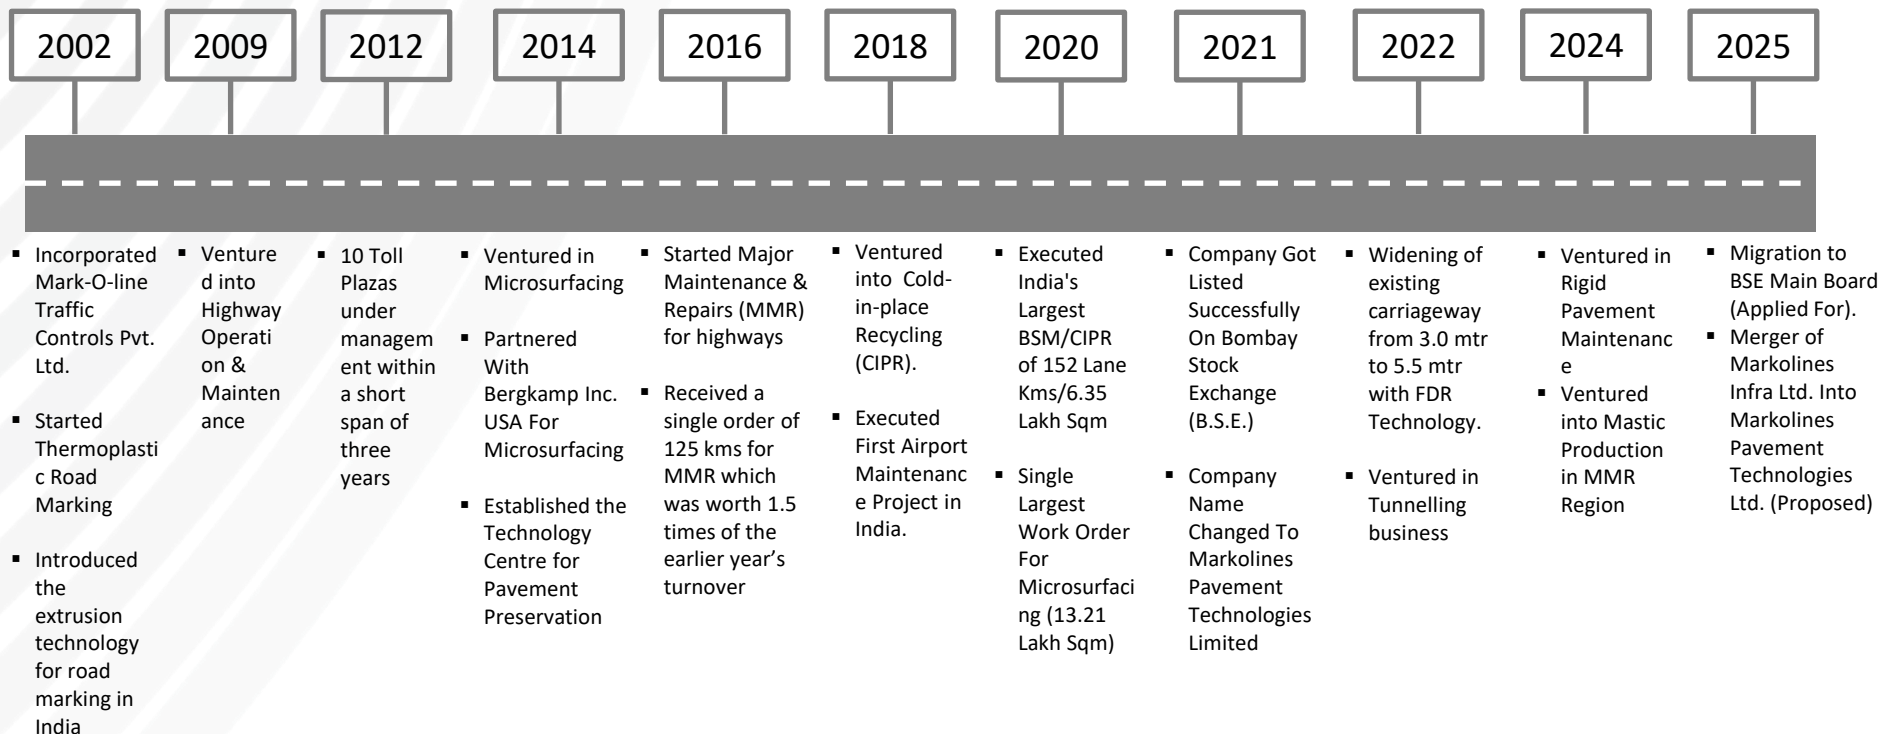 2002
2009
2012
2014
2016
2018
2020
2021
2022
2024
2025
▪ Incorporated
Mark-O-line
Traffic
Controls Pvt.
Ltd.
▪ Started
Thermoplasti
c Road
Marking
▪ Introduced
the
extrusion
technology
for road
marking in
India
▪ Venture
d into
Highway
Operati
on &
Mainten
ance
▪ 10 Toll
Plazas
under
managem
ent within
a short
span of
three
years
▪ Ventured in
Microsurfacing
▪ Partnered
With
Bergkamp Inc.
USA For
Microsurfacing
▪ Established the
Technology
Centre for
Pavement
Preservation
▪ Started Major
Maintenance &
Repairs (MMR)
for highways
▪ Received a
single order of
125 kms for
MMR which
was worth 1.5
times of the
earlier year’s
turnover
▪ Ventured
into Cold-
in-place
Recycling
(CIPR).
▪ Executed
First Airport
Maintenanc
e Project in
India.
▪ Executed
India's
Largest
BSM/CIPR
of 152 Lane
Kms/6.35
Lakh Sqm
▪ Single
Largest
Work Order
For
Microsurfaci
ng (13.21
Lakh Sqm)
▪ Company Got
Listed
Successfully
On Bombay
Stock
Exchange
(B.S.E.)
▪ Company
Name
Changed To
Markolines
Pavement
Technologies
Limited
▪ Widening of
existing
carriageway
from 3.0 mtr
to 5.5 mtr
with FDR
Technology.
▪ Ventured in
Tunnelling
business
▪ Ventured in
Rigid
Pavement
Maintenanc
e
▪ Ventured
into Mastic
Production
in MMR
Region
▪ Migration to
BSE Main Board
(Applied For).
▪ Merger of
Markolines
Infra Ltd. Into
Markolines
Pavement
Technologies
Ltd. (Proposed)